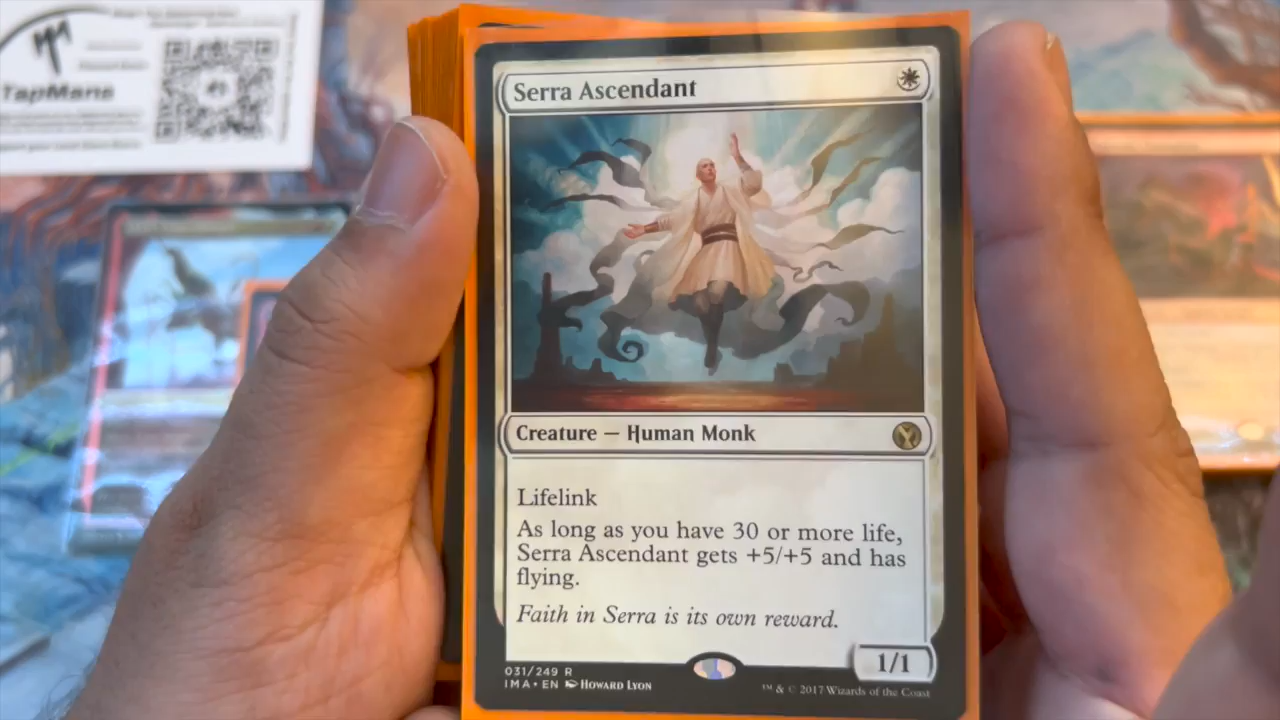 TapMans
Serra Ascendant
Creature — Human Monk
Lifelink
As long as you have 30 or more life,
Serra Ascendant gets +5/+5 and has
flying.
Faith in Serra is its own reward.
1/1
031/249 R
IMA • EN Howard Lyon
™ & © 2017 Wizards of the Coast